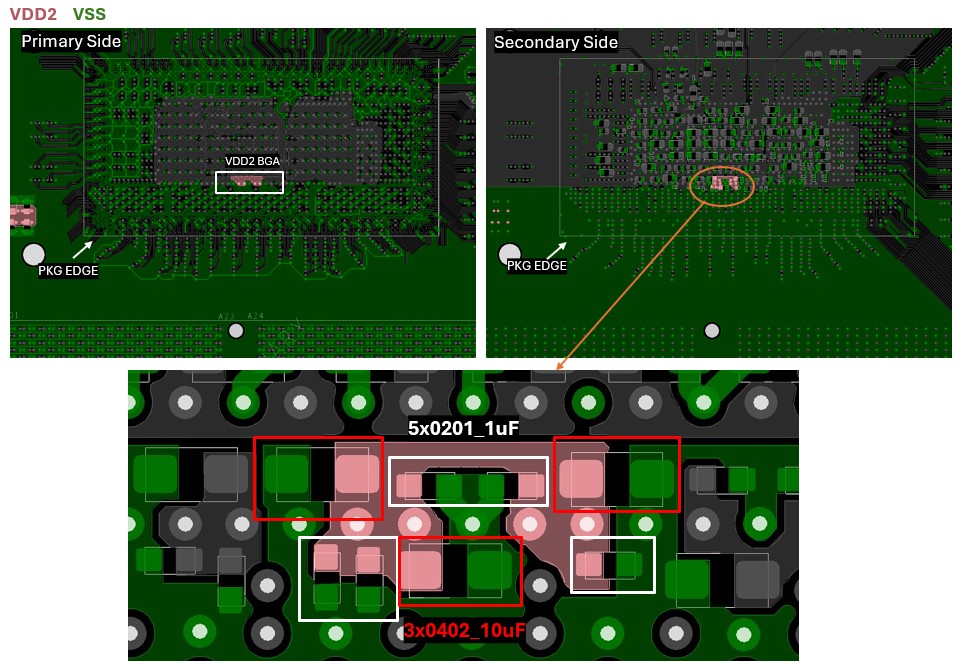 VDD2 VSS
Primary Side
Secondary Side
VDD2 BGA
PKG EDGE
PKG EDGE
A23 A24
5x0201_1uF
3x0402_10uF